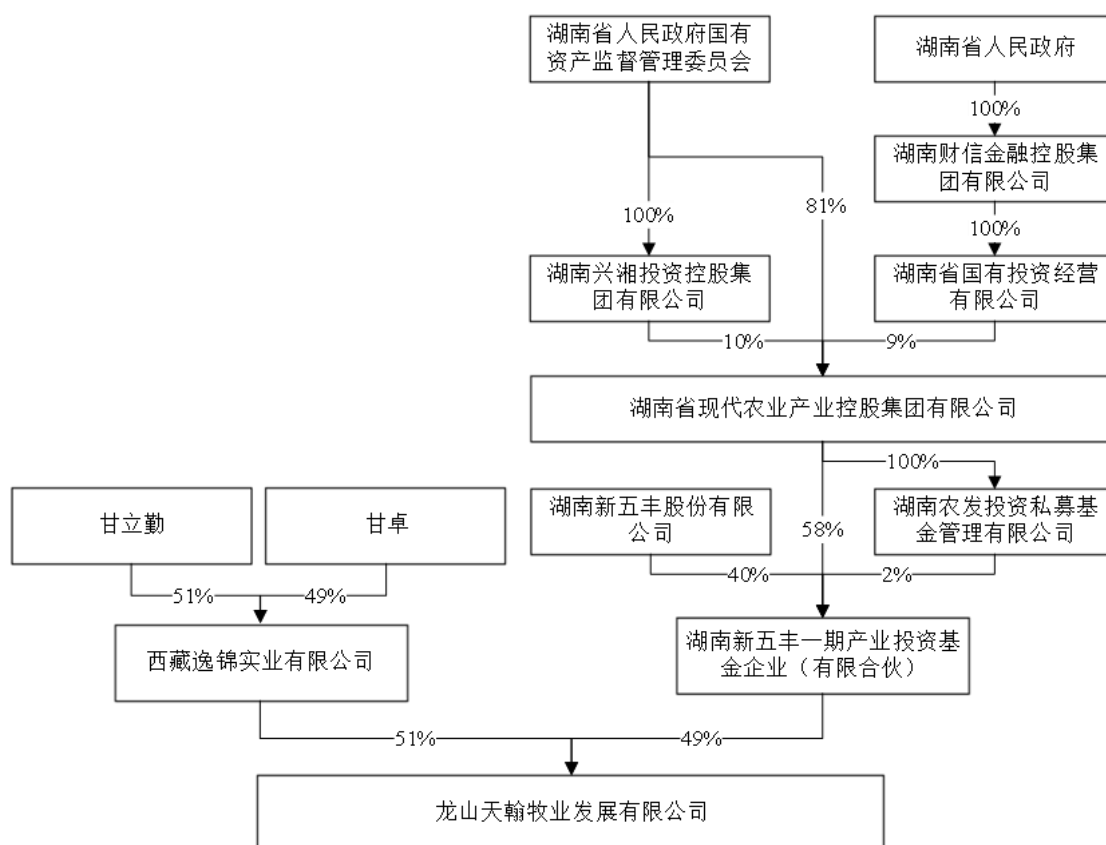 湖南省人民政府国有
资产监督管理委员会
湖南省人民政府
100%
湖南财信金融控股集
团有限公司
100%
81%
100%
湖南兴湘投资控股集
团有限公司
湖南省国有投资经营
有限公司
10%
9%
湖南省现代农业产业控股集团有限公司
100%
甘立勤
甘卓
湖南新五丰股份有限
公司
58%
湖南农发投资私募基
金管理有限公司
51%
49%
40%
2%
西藏逸锦实业有限公司
湖南新五丰一期产业投资基
金企业（有限合伙）
51%
49%
龙山天翰牧业发展有限公司